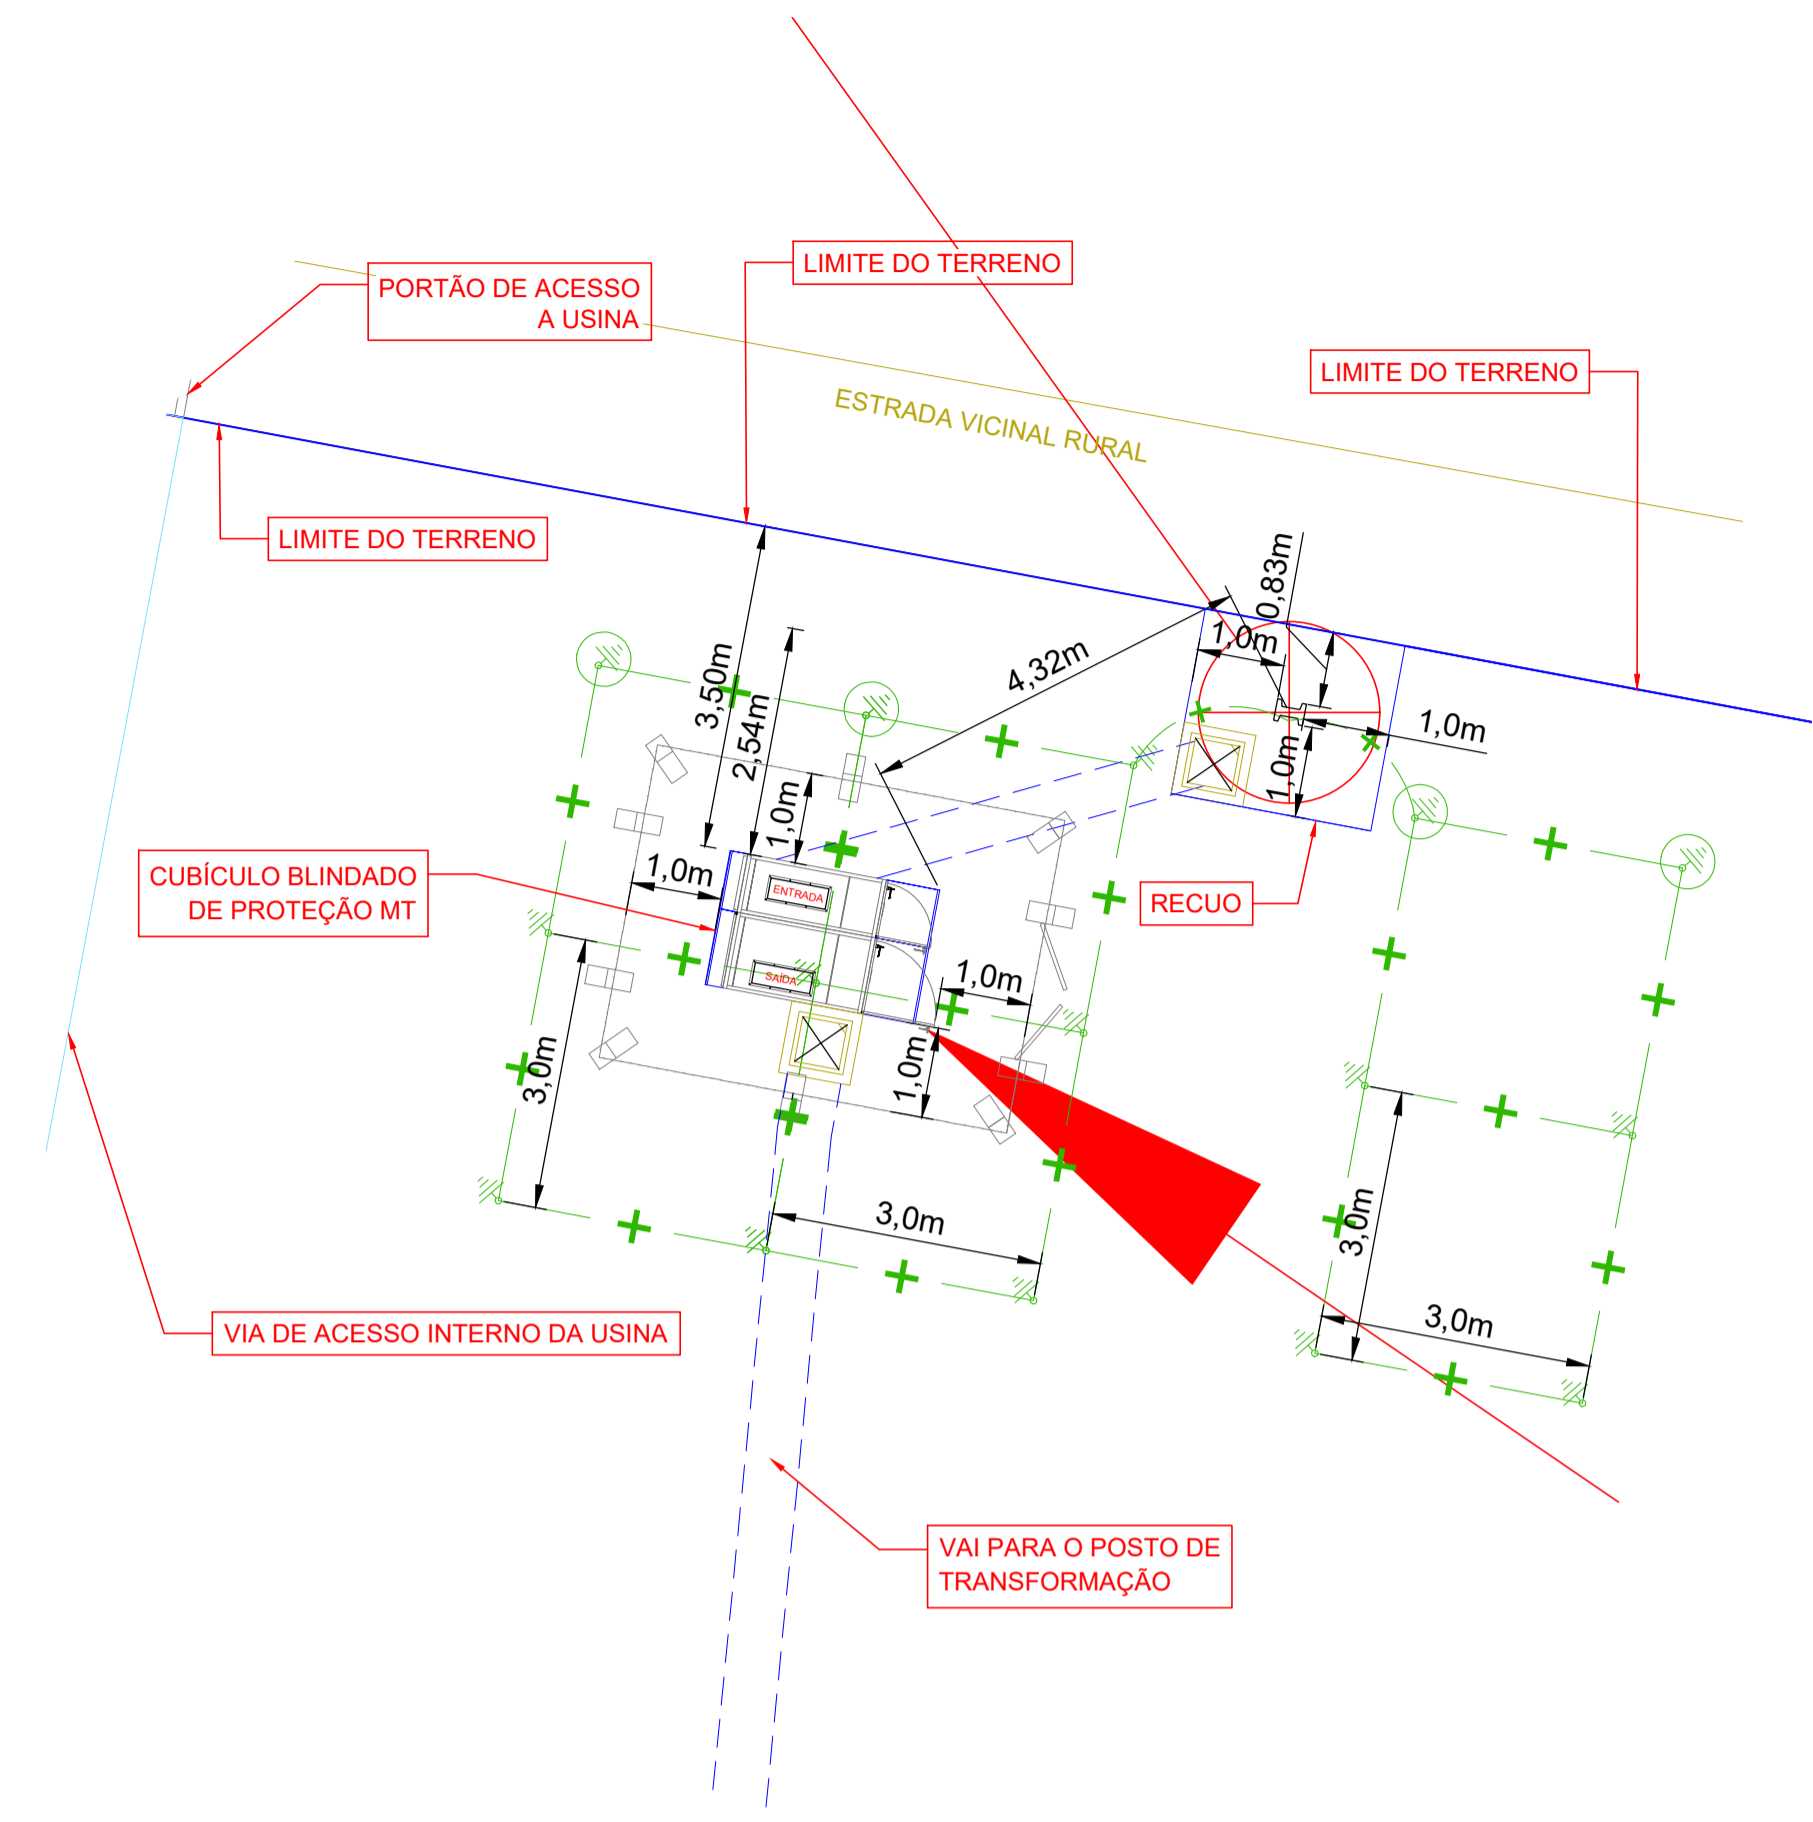 LIMITE DO TERRENO
PORTÃO DE ACESSO
A USINA
LIMITE DO TERRENO
ESTRADA VICINAL RURAL
LIMITE DO TERRENO
0,83m
1,0m
3,50m
4,32m
2,54m
1,0m
1,0m
1,0m
CUBÍCULO BLINDADO
DE PROTEÇÃO MT
1,0m
ENTRADA
RECUO
SAÍDA
1,0m
3,0m
1,0m
3,0m
3,0m
3,0m
VIA DE ACESSO INTERNO DA USINA
VAI PARA O POSTO DE
TRANSFORMAÇÃO